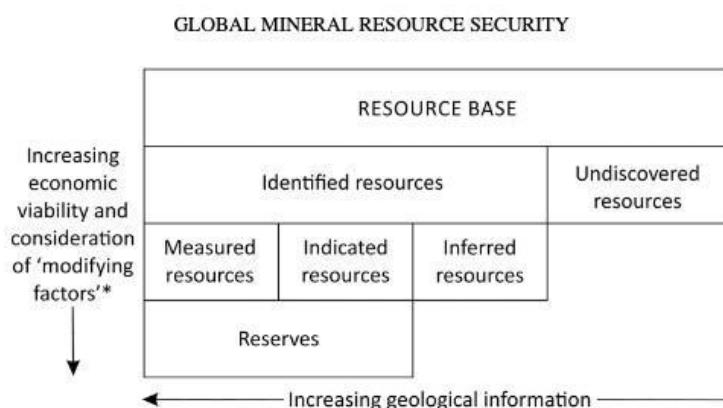 GLOBAL MINERAL RESOURCE SECURITY
RESOURCE BASE
Increasing
economic
viability and
consideration
of ‘modifying
factors’*
Identified resources
Undiscovered
resources
Measured
resources
Indicated
resources
Inferred
resources
Reserves
Increasing geological information